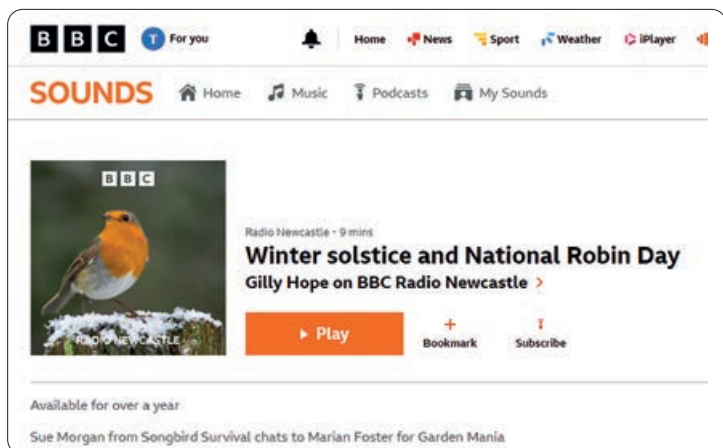 BBC T For you Home News Sport Weather iPlayer
SOUNDS Home Music Podcasts My Sounds
BBC
RADIO NEWCASTLE
Radio Newcastle • 9 mins
Winter solstice and National Robin Day
Gilly Hope on BBC Radio Newcastle >
Play
Bookmark
Subscribe
Available for over a year
Sue Morgan from Songbird Survival chats to Marian Foster for Garden Mania